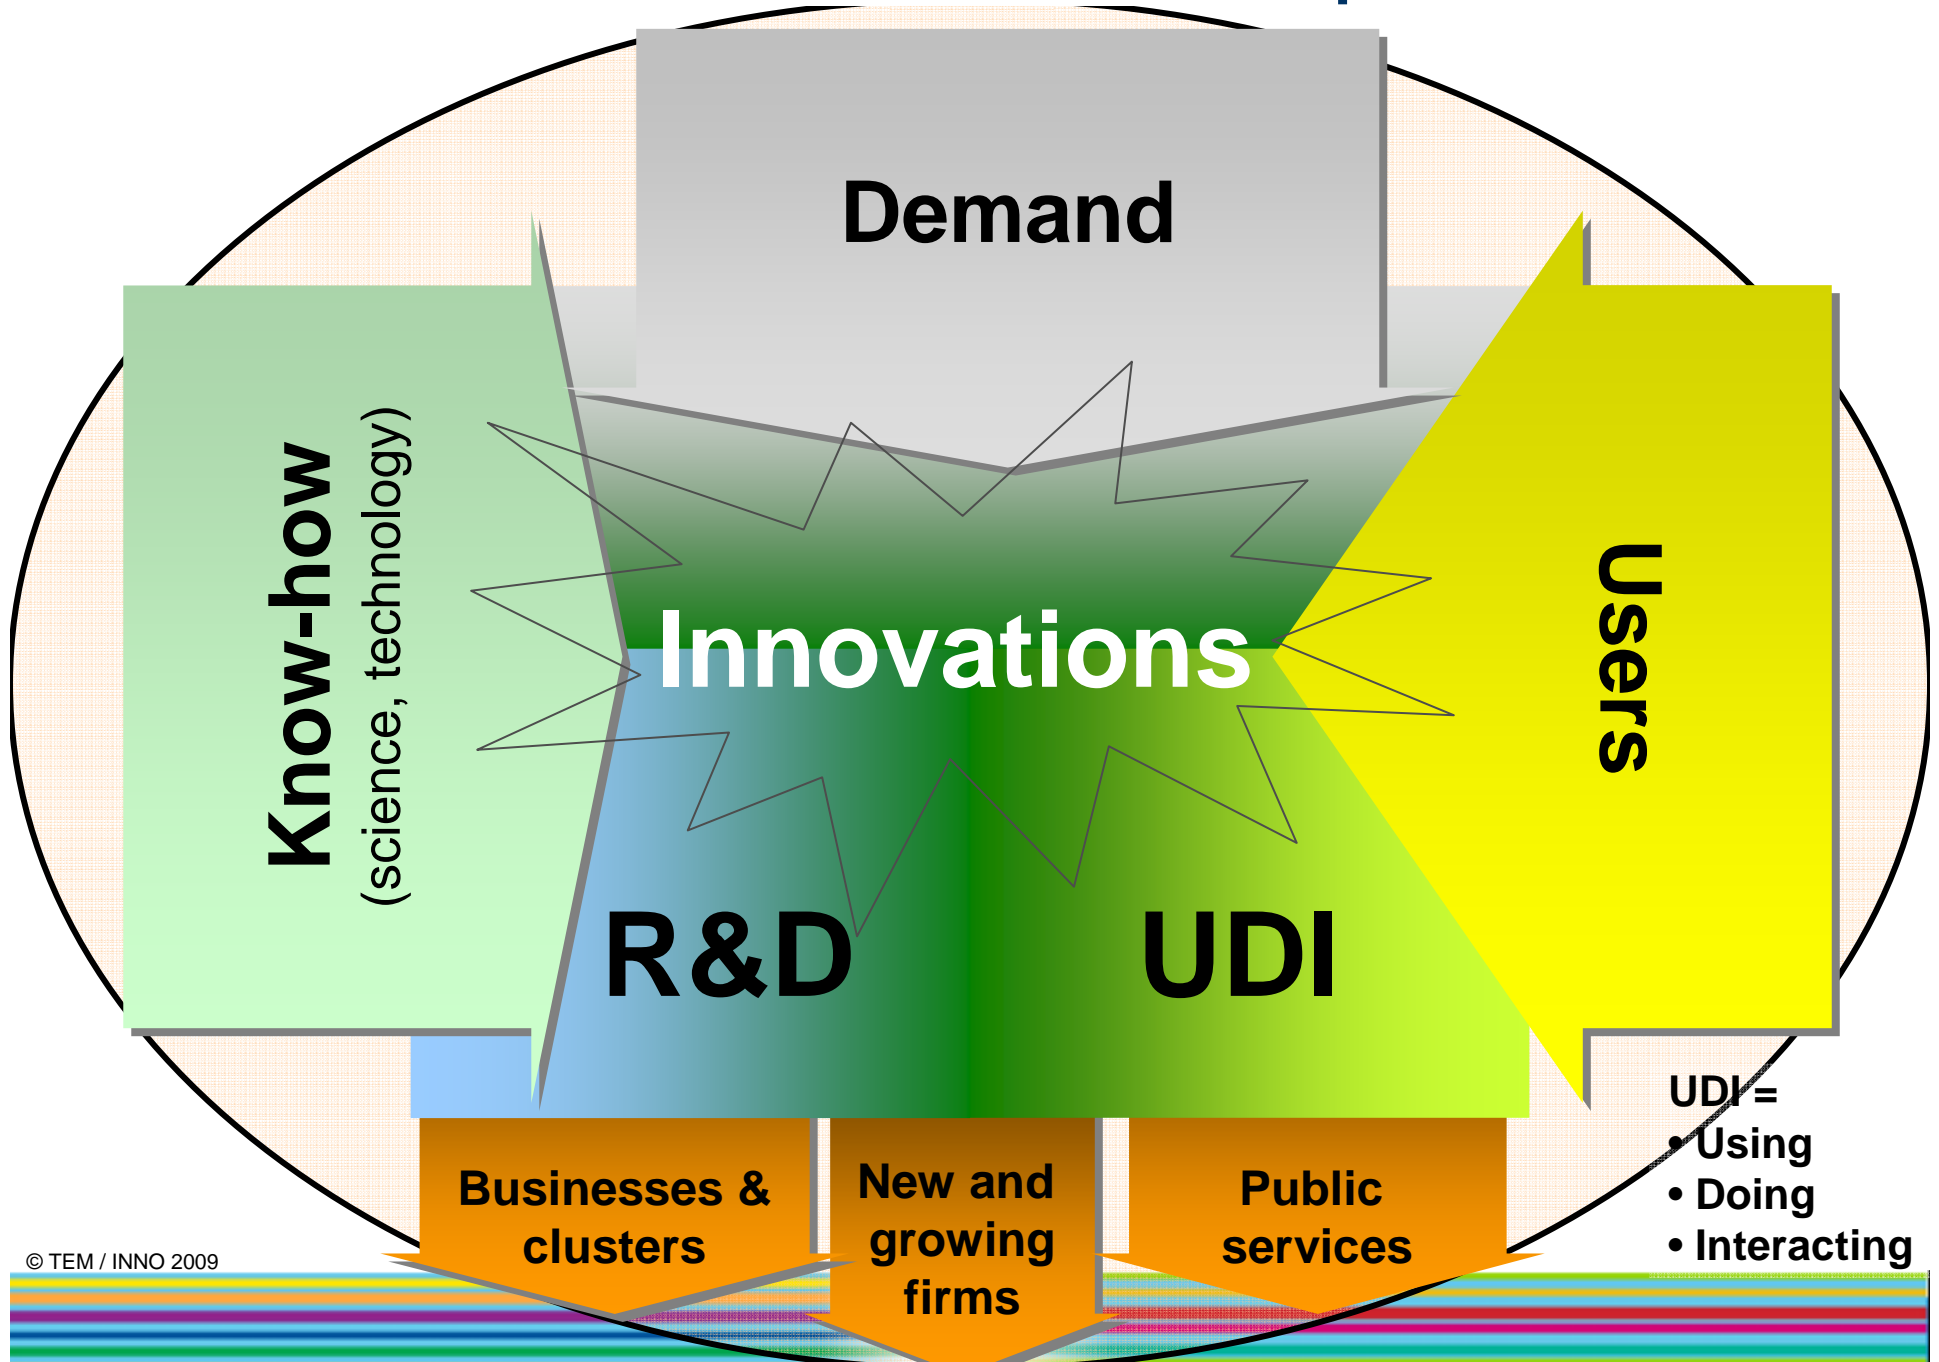 Demand
Know-how
(science, technology)
Users
Innovations
R&D
UDI
Businesses &
clusters
New and
growing
firms
Public
services
UDI =
• Using
• Doing
• Interacting
© TEM / INNO 2009